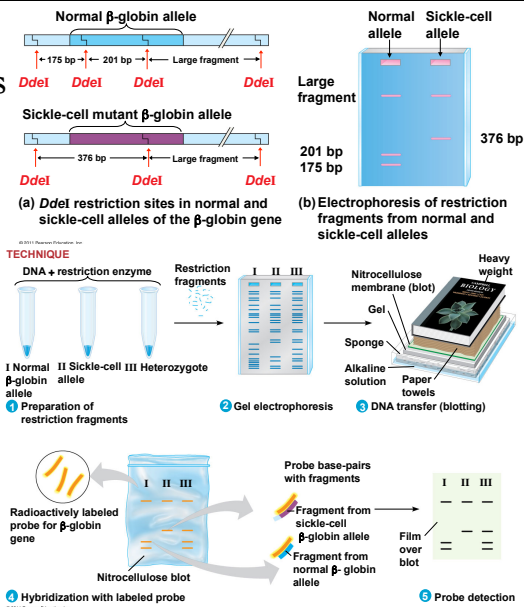 Normal β-globin allele
175 bp
201 bp
Large fragment
DdeI
DdeI
DdeI
DdeI
s
Sickle-cell mutant β-globin allele
376 bp
Large fragment
DdeI
DdeI
DdeI
(a) DdeI restriction sites in normal and
sickle-cell alleles of the β-globin gene
Normal
allele
Sickle-cell
allele
Large
fragment
376 bp
201 bp
175 bp
(b) Electrophoresis of restriction
fragments from normal and
sickle-cell alleles
© 2011 Pearson Education, Inc.
TECHNIQUE
DNA + restriction enzyme
Restriction
fragments
I Normal
β-globin
allele
II Sickle-cell
allele
III Heterozygote
1 Preparation of
restriction fragments
I II III
2 Gel electrophoresis
Heavy
weight
Nitrocellulose
membrane (blot)
Gel
Sponge
Alkaline
solution
Paper
towels
BIOLOGY
3 DNA transfer (blotting)
Radioactively labeled
probe for β-globin
gene
I II III
Nitrocellulose blot
4 Hybridization with labeled probe
Probe base-pairs
with fragments
Fragment from
sickle-cell
β-globin allele
Fragment from
normal β- globin
allele
I II III
Film
over
blot
5 Probe detection